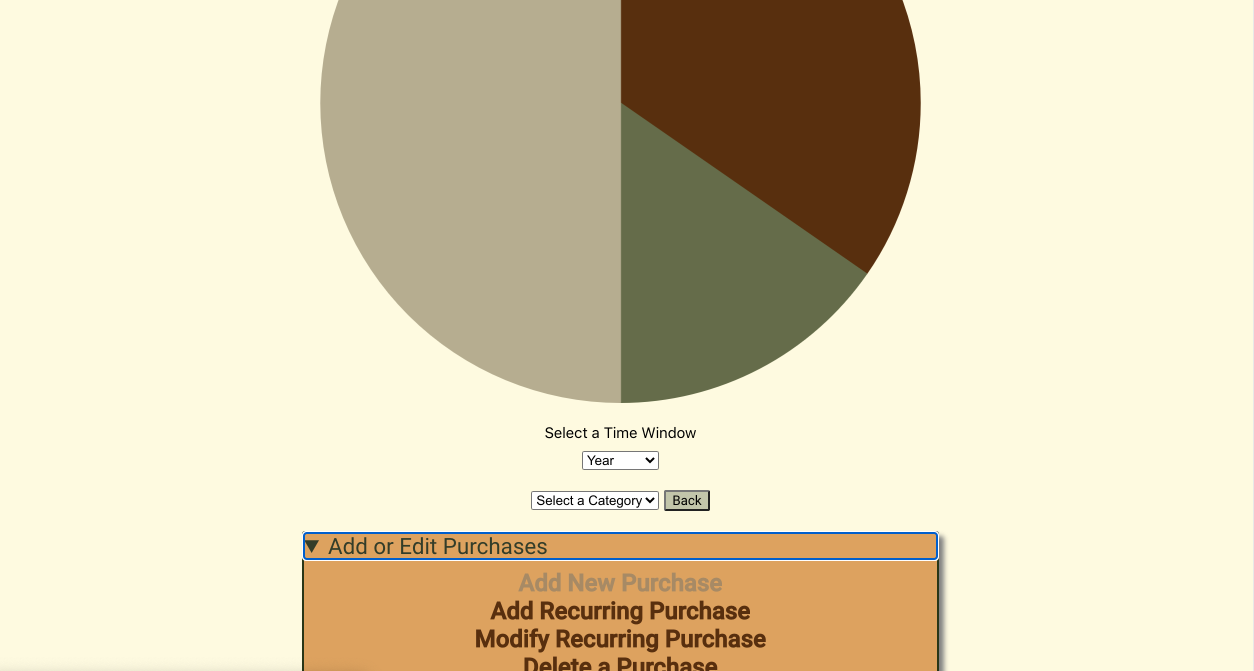 Select a Time Window
Year
Select a Category Back
Add or Edit Purchases
Add New Purchase
Add Recurring Purchase
Modify Recurring Purchase
Delete a Purchase